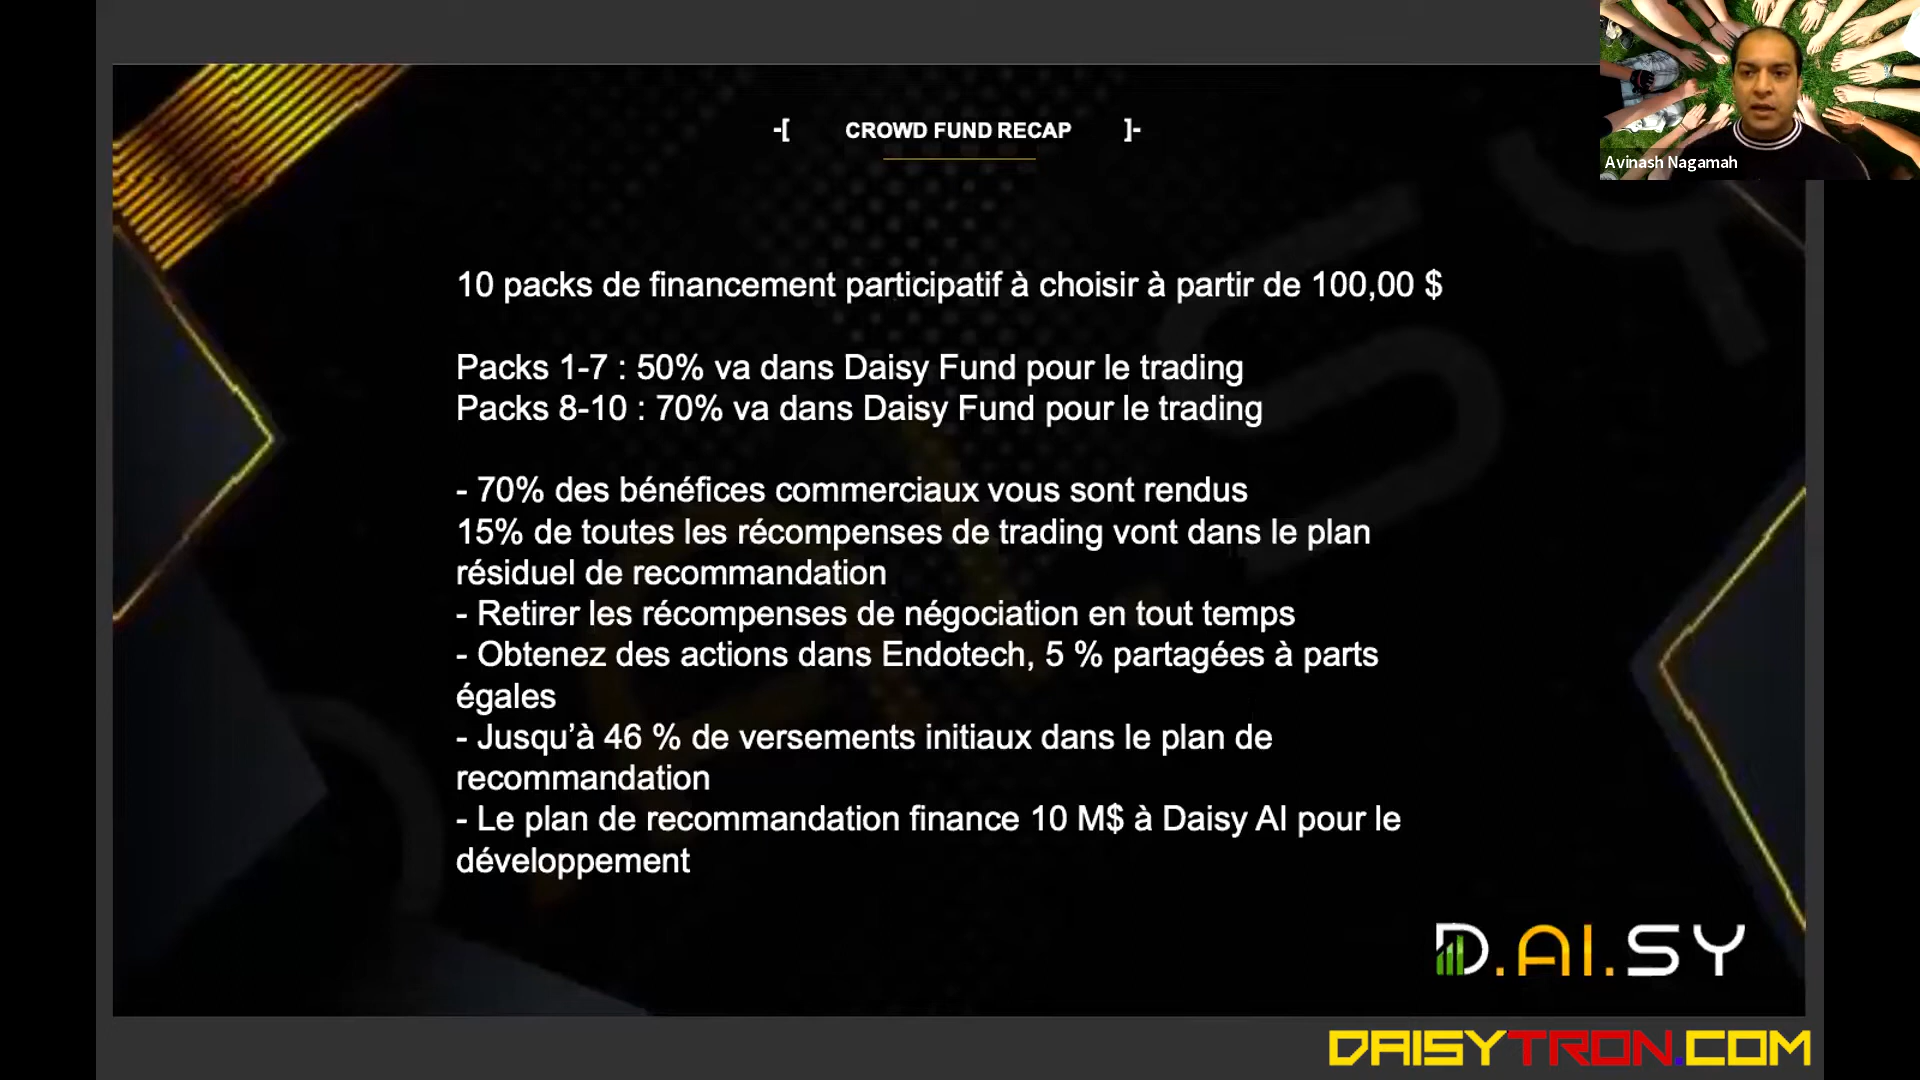 -[ CROWD FUND RECAP ]-
Avinash Nagamah
10 packs de financement participatif à choisir à partir de 100,00 $
Packs 1-7 : 50% va dans Daisy Fund pour le trading
Packs 8-10 : 70% va dans Daisy Fund pour le trading
- 70% des bénéfices commerciaux vous sont rendus
15% de toutes les récompenses de trading vont dans le plan
résiduel de recommandation
- Retirer les récompenses de négociation en tout temps
- Obtenez des actions dans Endotech, 5 % partagées à parts
égales
- Jusqu’à 46 % de versements initiaux dans le plan de
recommandation
- Le plan de recommandation finance 10 M$ à Daisy AI pour le
développement
D.AI.SY
DAISYTRON.COM